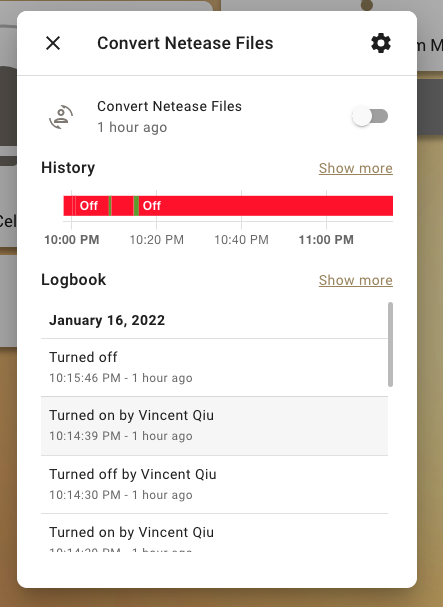 Convert Netease Files
m M
Convert Netease Files
1 hour ago
History
Show more
Off
Off
10:00 PM
10:20 PM
10:40 PM
11:00 PM
Cel
Logbook
Show more
January 16, 2022
Turned off
10:15:46 PM - 1 hour ago
Turned on by Vincent Qiu
10:14:39 PM - 1 hour ago
Turned off by Vincent Qiu
10:14:30 PM - 1 hour ago
Turned on by Vincent Qiu